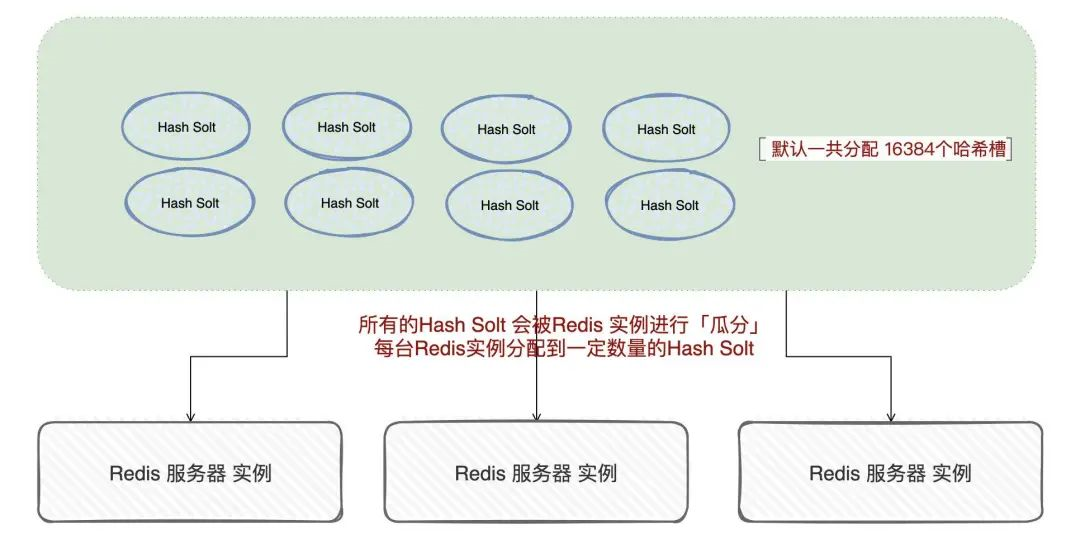 Hash Solt Hash Solt Hash Solt Hash Solt
默认一共分配 16384个哈希槽
Hash Solt Hash Solt Hash Solt Hash Solt
所有的Hash Solt 会被Redis 实例进行「瓜分」
每台Redis实例分配到一定数量的Hash Solt
Redis 服务器 实例 Redis 服务器 实例 Redis 服务器 实例